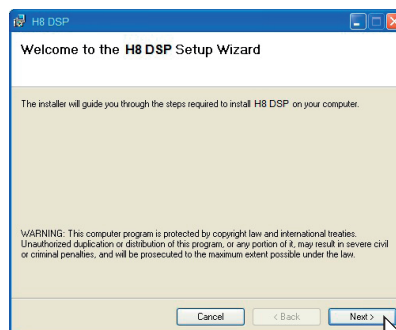 H8 DSP
Welcome to the H8 DSP Setup Wizard
The installer will guide you through the steps required to install H8 DSP on your computer.
WARNING: This computer program is protected by copyright law and international treaties.
Unauthorized duplication or distribution of this program, or any portion of it, may result in severe civil
or criminal penalties, and will be prosecuted to the maximum extent possible under the law.
Cancel
< Back
Next >